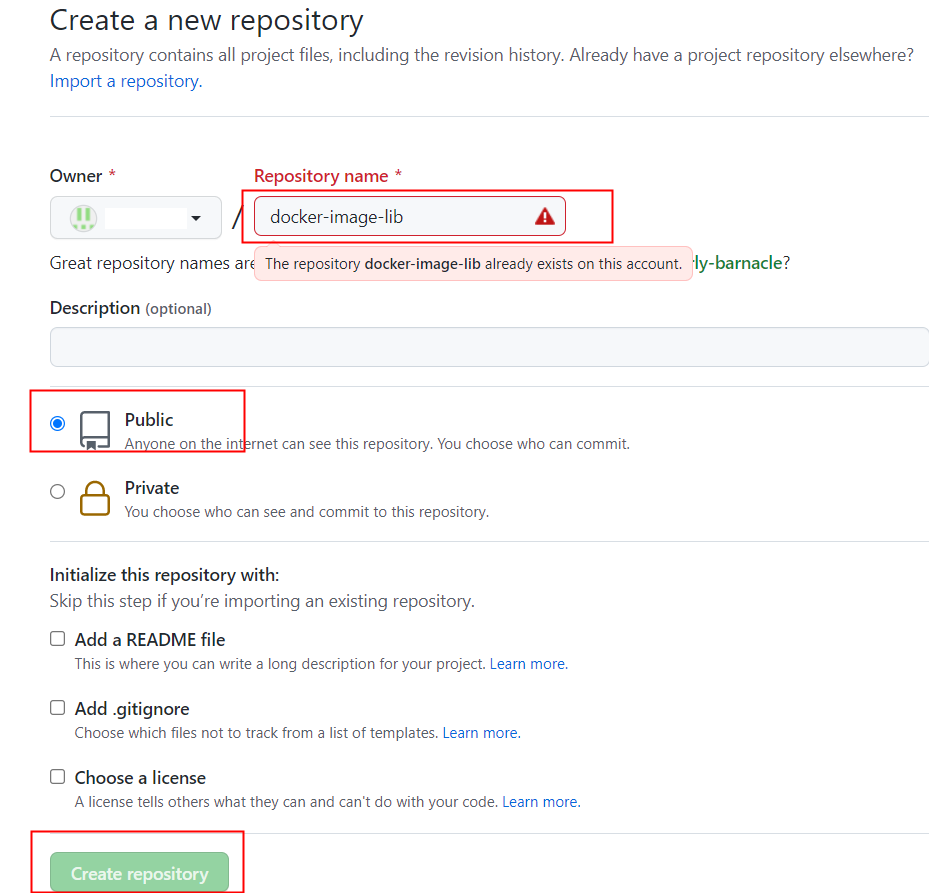 Create a new repository
A repository contains all project files, including the revision history. Already have a project repository elsewhere?
Import a repository.
Owner *
Repository name *
/
docker-image-lib
Great repository names are
The repository docker-image-lib already exists on this account.
ly-barnacle?
Description (optional)
Public
Anyone on the internet can see this repository. You choose who can commit.
Private
You choose who can see and commit to this repository.
Initialize this repository with:
Skip this step if you’re importing an existing repository.
Add a README file
This is where you can write a long description for your project. Learn more.
Add .gitignore
Choose which files not to track from a list of templates. Learn more.
Choose a license
A license tells others what they can and can't do with your code. Learn more.
Create repository